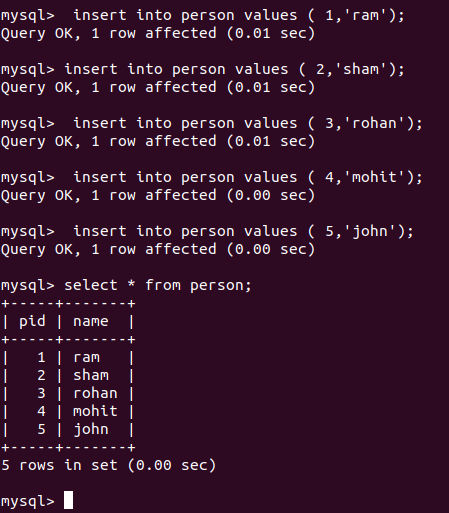 mysql>  insert into person values ( 1,'ram');
Query OK, 1 row affected (0.01 sec)
mysql> insert into person values ( 2,'sham');
Query OK, 1 row affected (0.01 sec)
mysql>  insert into person values ( 3,'rohan');
Query OK, 1 row affected (0.01 sec)
mysql>  insert into person values ( 4,'mohit');
Query OK, 1 row affected (0.00 sec)
mysql>  insert into person values ( 5,'john');
Query OK, 1 row affected (0.00 sec)
mysql> select * from person;
+-----+-------+
| pid | name  |
+-----+-------+
|   1 | ram   |
|   2 | sham  |
|   3 | rohan |
|   4 | mohit |
|   5 | john  |
+-----+-------+
5 rows in set (0.00 sec)
mysql>